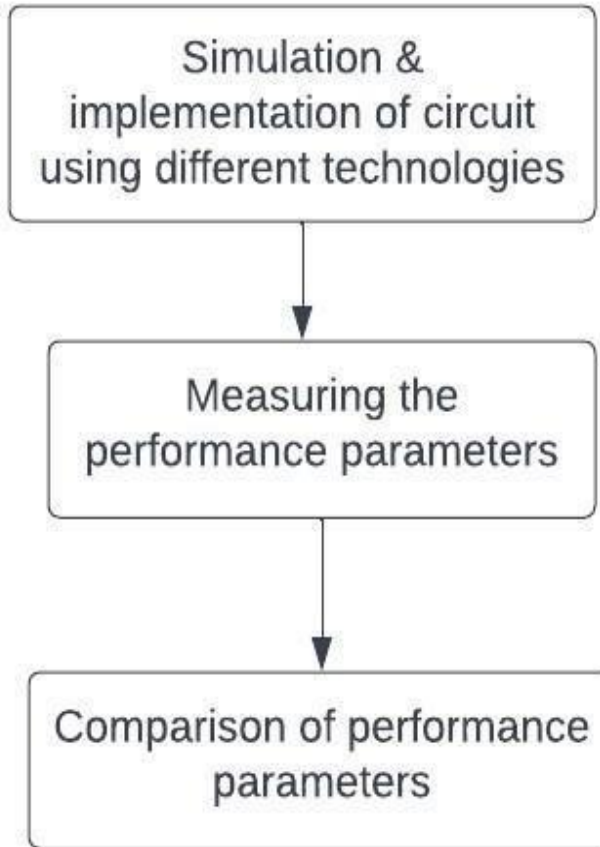 Simulation &
implementation of circuit
using different technologies
Measuring the
performance parameters
Comparison of performance
parameters